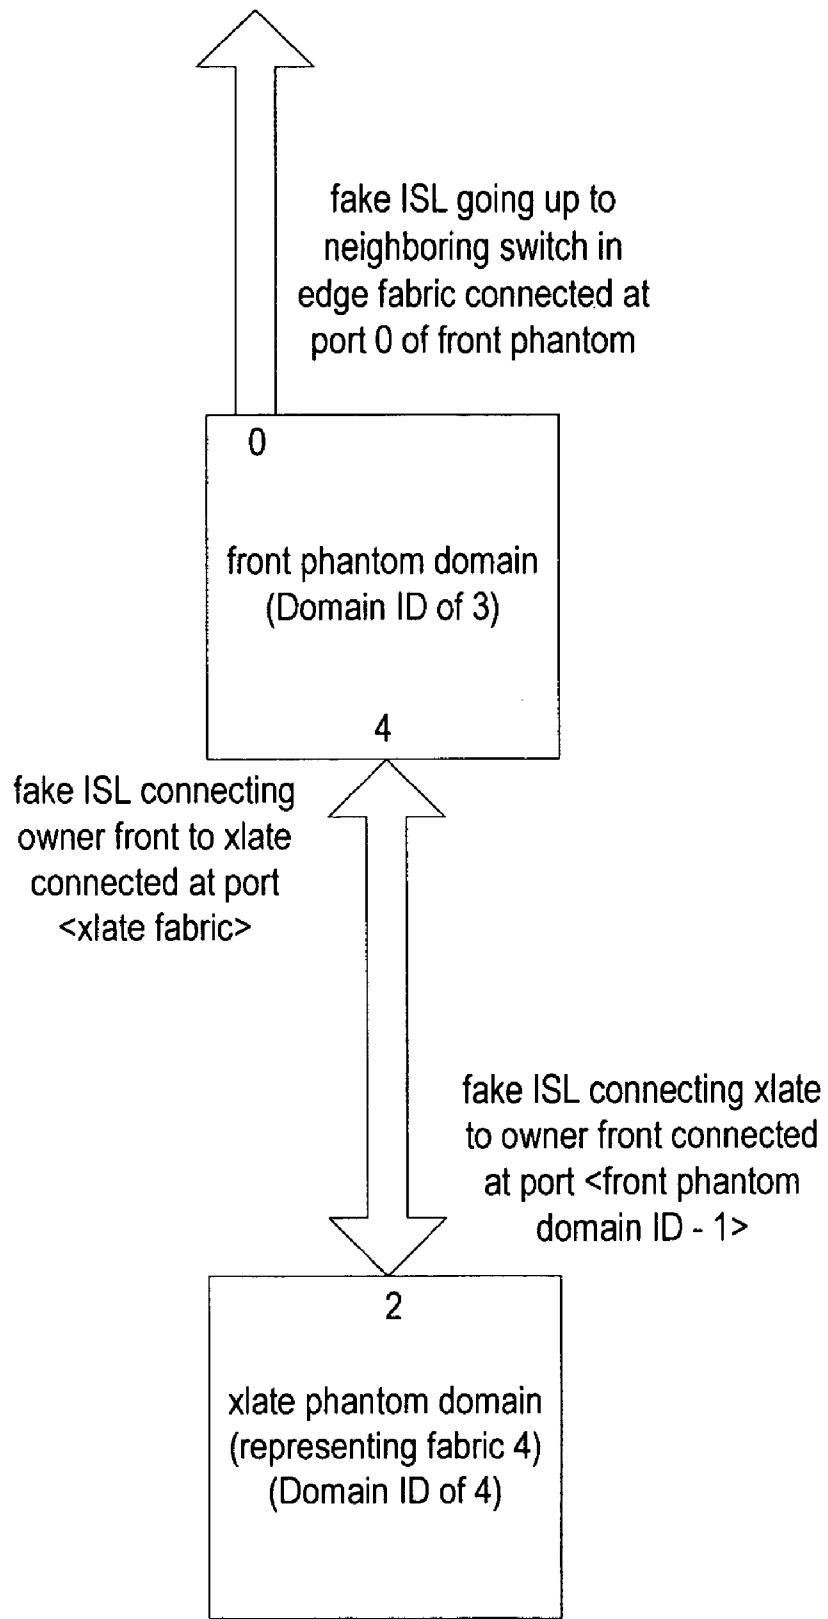 fake ISL going up to
neighboring switch in
edge fabric connected at
port 0 of front phantom
0
front phantom domain
(Domain ID of 3)
4
fake ISL connecting
owner front to xlate
connected at port
<xlate fabric>
fake ISL connecting xlate
to owner front connected
at port <front phantom
domain ID - 1>
2
xlate phantom domain
(representing fabric 4)
(Domain ID of 4)